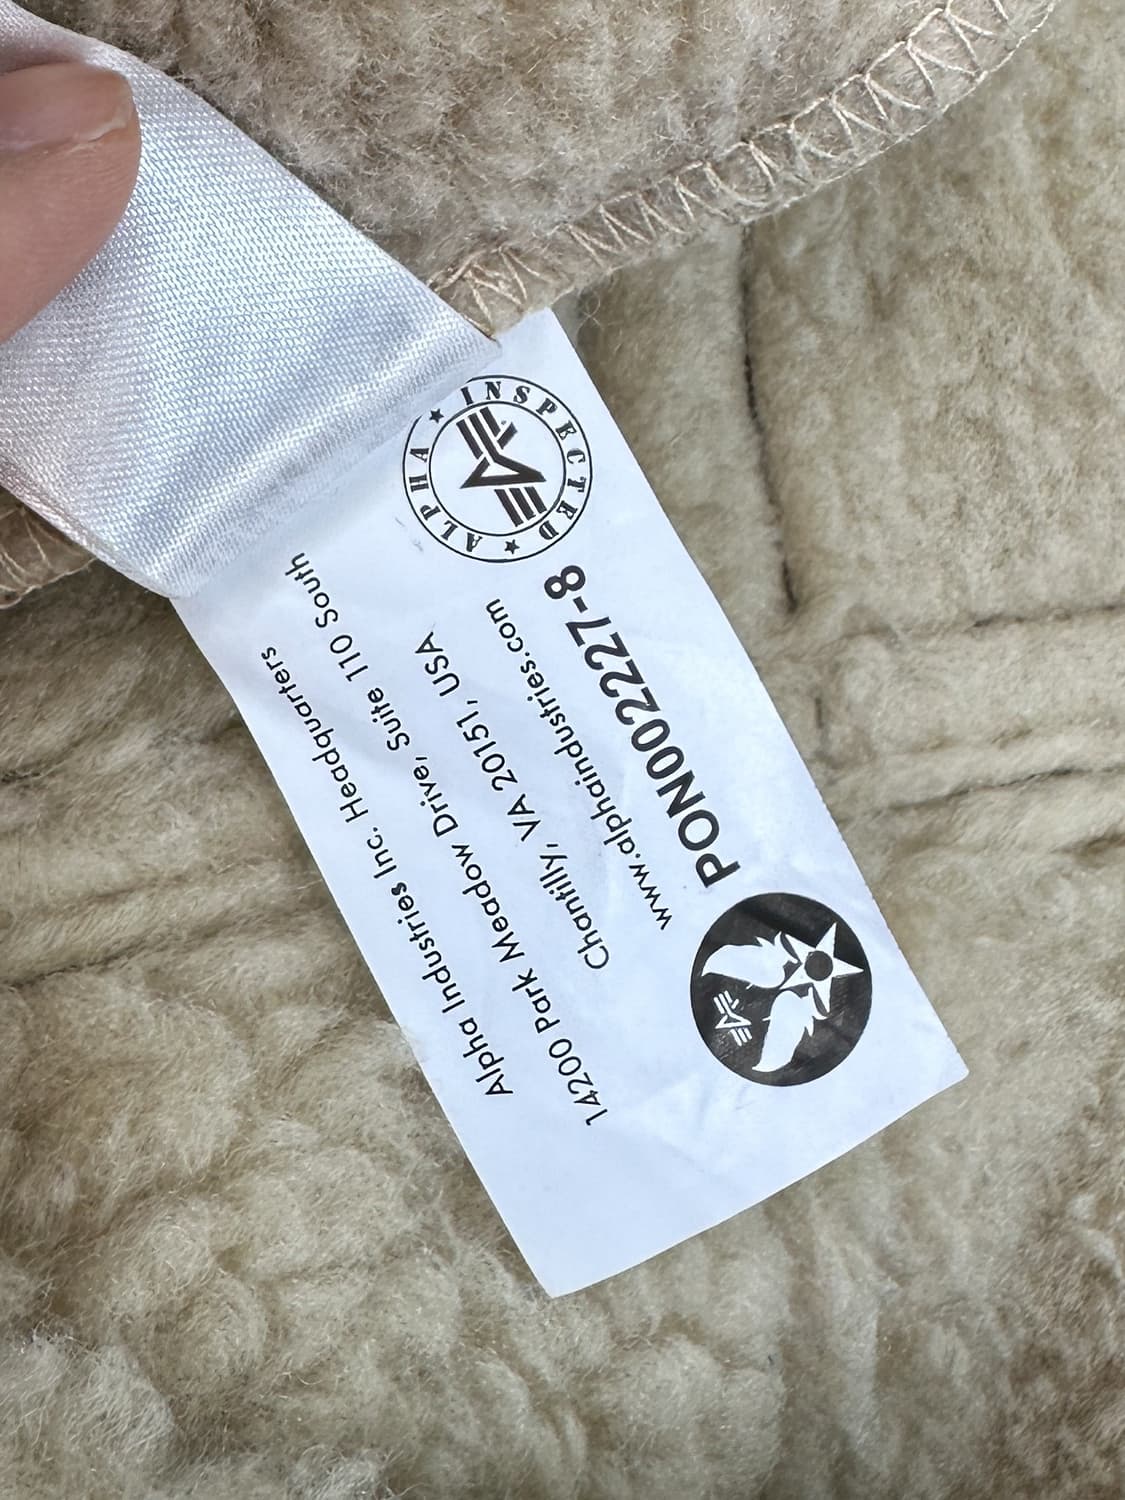 ALPHA ★ INSPECTED ★
Alpha Industries Inc. Headquarters
14200 Park Meadow Drive, Suite 110 South
Chantilly, VA 20151, USA
www.alphaindustries.com
PON002227-8